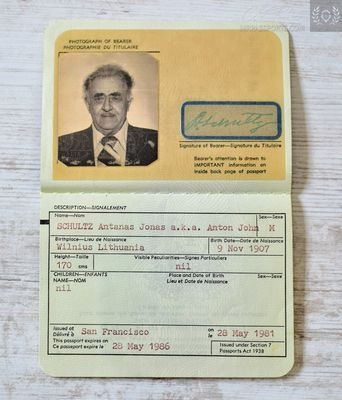 PHOTOGRAPH OF BEARER
PHOTOGRAPHIE DU TITULAIRE
Signature of Bearer—Signature du Titulaire
Bearer's attention is drawn to
IMPORTANT information on
inside back page of passport
DESCRIPTION—SIGNALEMENT
Name—Nom Sex—Sexe
SCHULTZ Antanas Jonas a.k.a. Anton John M
Birthplace—Lieu de Naissance Birth Date—Date de Naissance
Wilnius Lithuania 9 Nov 1907
Height—Taille Visible Peculiarities—Signes Particuliers
170 cms nil
CHILDREN—ENFANTS Place and Date of Birth
NAME—NOM Lieu et Date de Naissance
nil
Issued at San Francisco on 28 May 1981
Délivré à le
This passport expires on Issued under Section 7
Ce passeport expire le 28 May 1986 Passports Act 1938